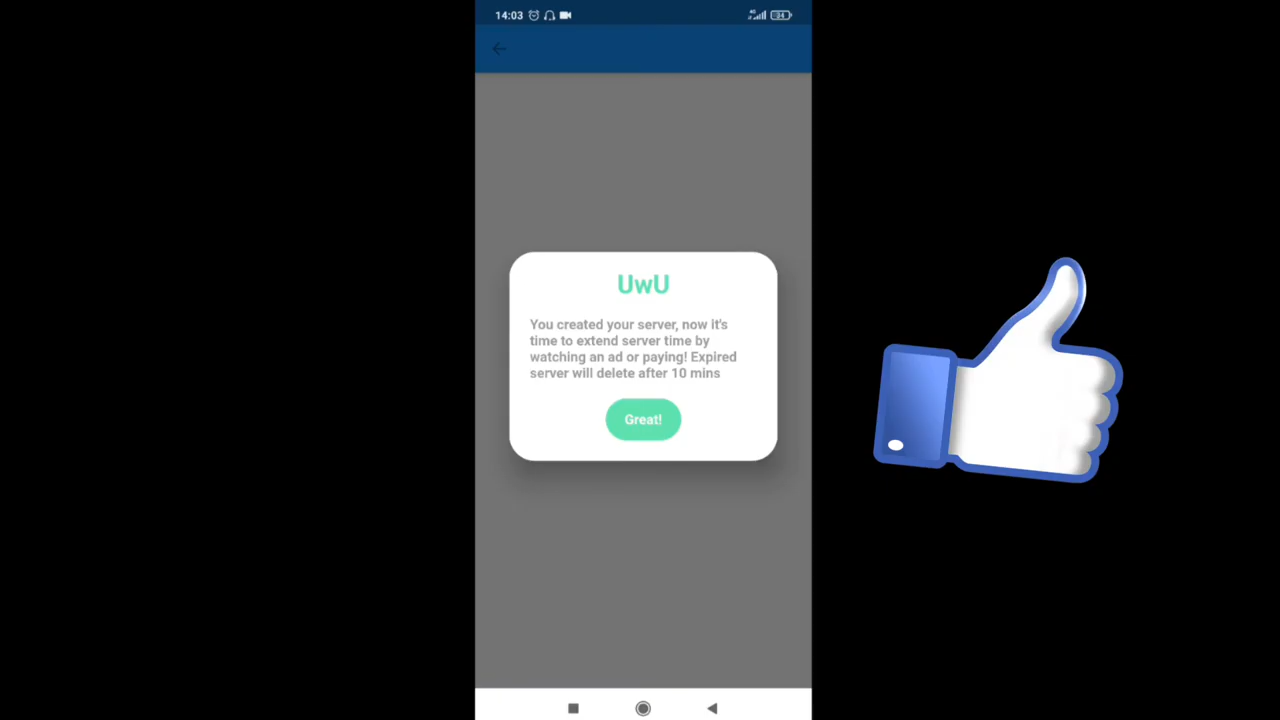 14:03
4G
UwU
You created your server, now it's
time to extend server time by
watching an ad or paying! Expired
server will delete after 10 mins
Great!